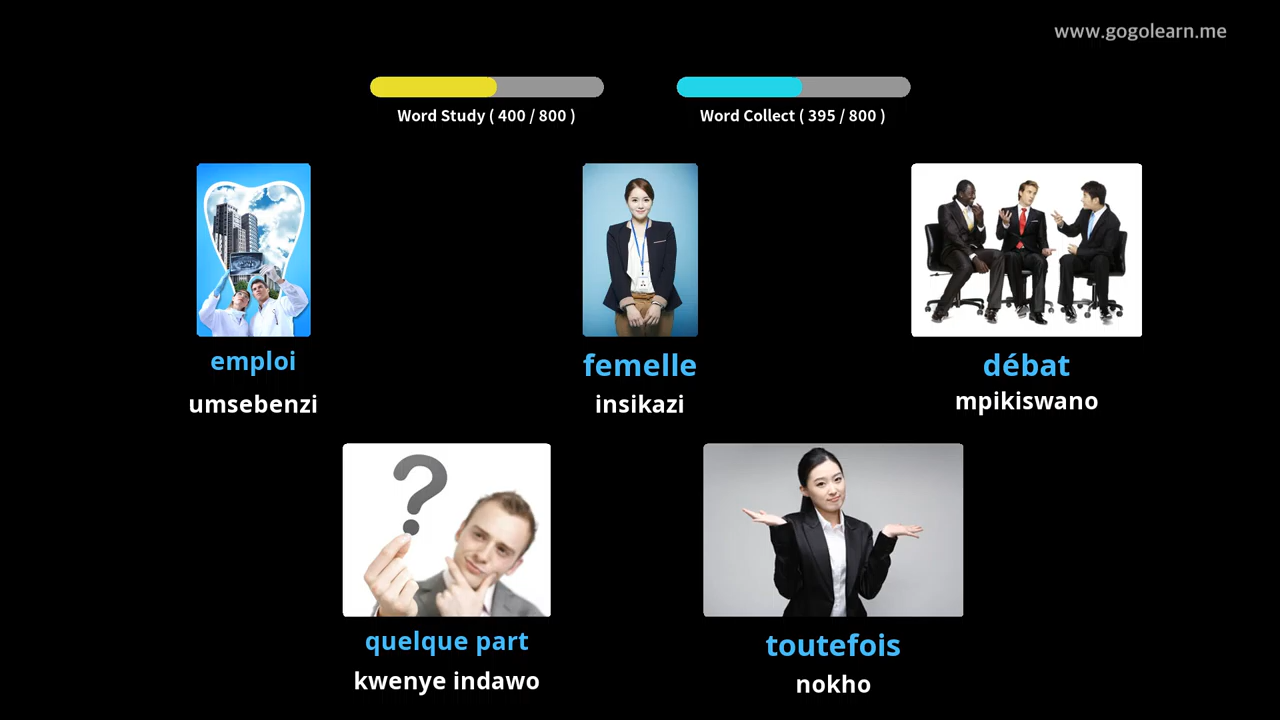 www.gogolearn.me
Word Study ( 400 / 800 )
Word Collect ( 395 / 800 )
emploi
femelle
débat
umsebenzi
insikazi
mpikiswano
quelque part
toutefois
kwenye indawo
nokho